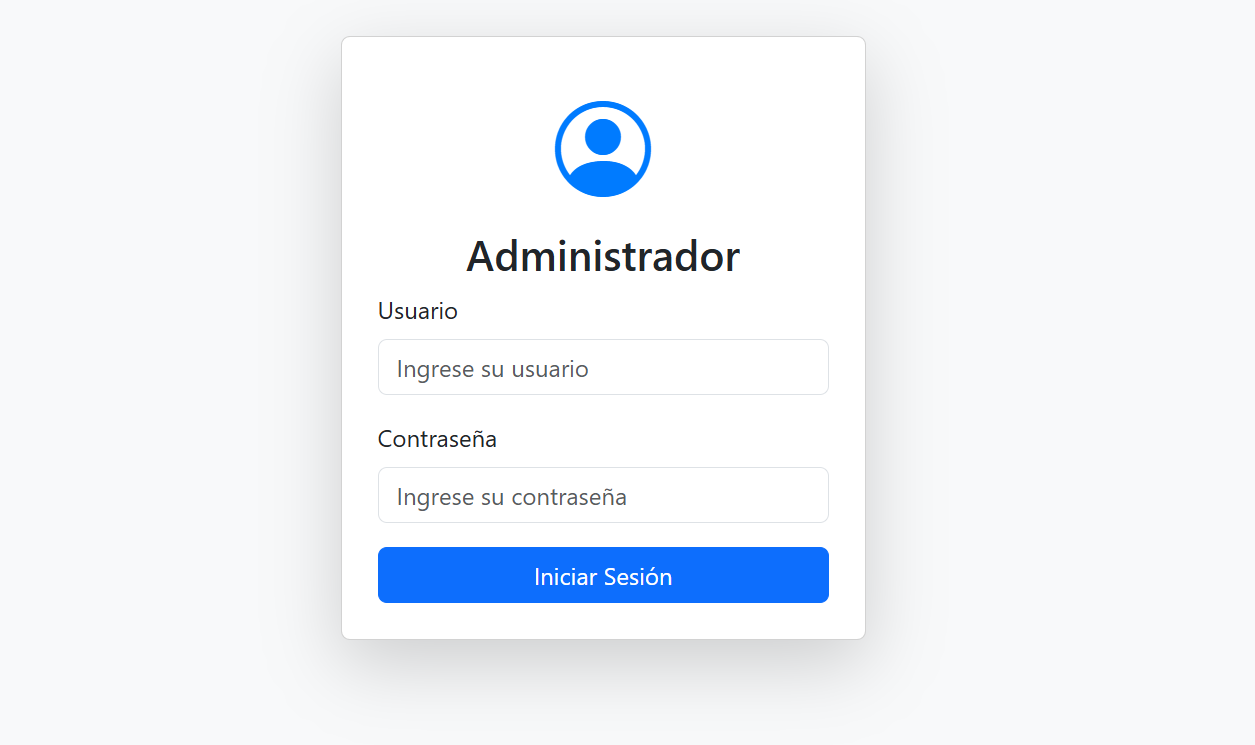 Administrador
Usuario
Ingrese su usuario
Contraseña
Ingrese su contraseña
Iniciar Sesión